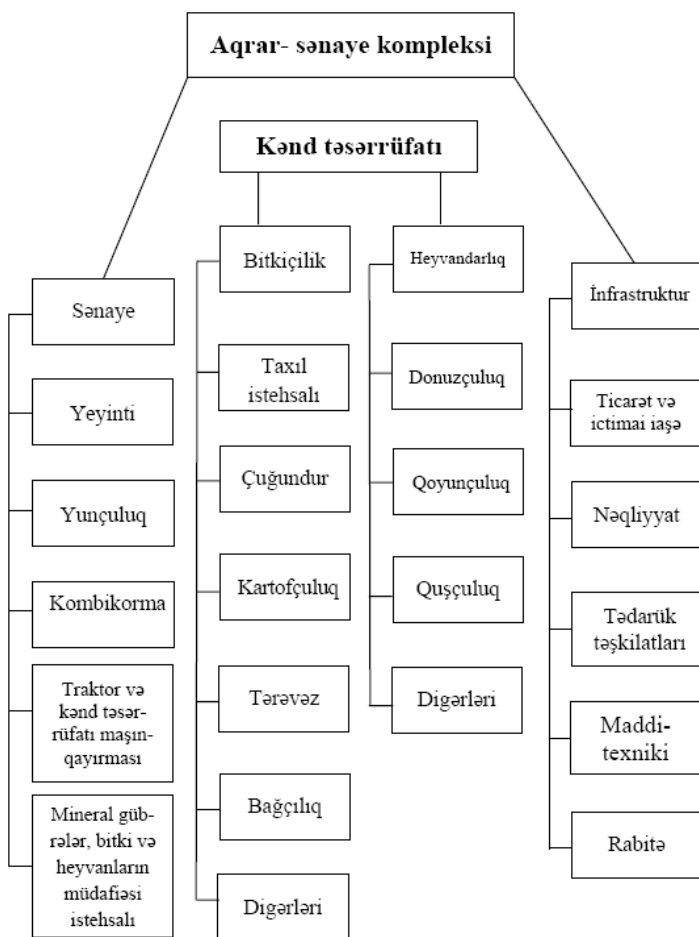 Aqrar- sənaye kompleksi
Kənd təsərrüfatı
Sənaye
Yeyinti
Yunçuluq
Kombikorma
Traktor və
kənd təsər-
rüfatı maşın-
qayırması
Mineral güb-
rələr, bitki və
heyvanların
müdafiəsi
istehsalı
Bitkiçilik
Taxıl
istehsalı
Çuğundur
Kartofçuluq
Tərəvəz
Bağçılıq
Digərləri
Heyvandarlıq
Donuzçuluq
Qoyunçuluq
Quşçuluq
Digərləri
İnfrastruktur
Ticarət və
ictimai iaşə
Nəqliyyat
Tədarük
təşkilatları
Maddi-
texniki
Rabitə